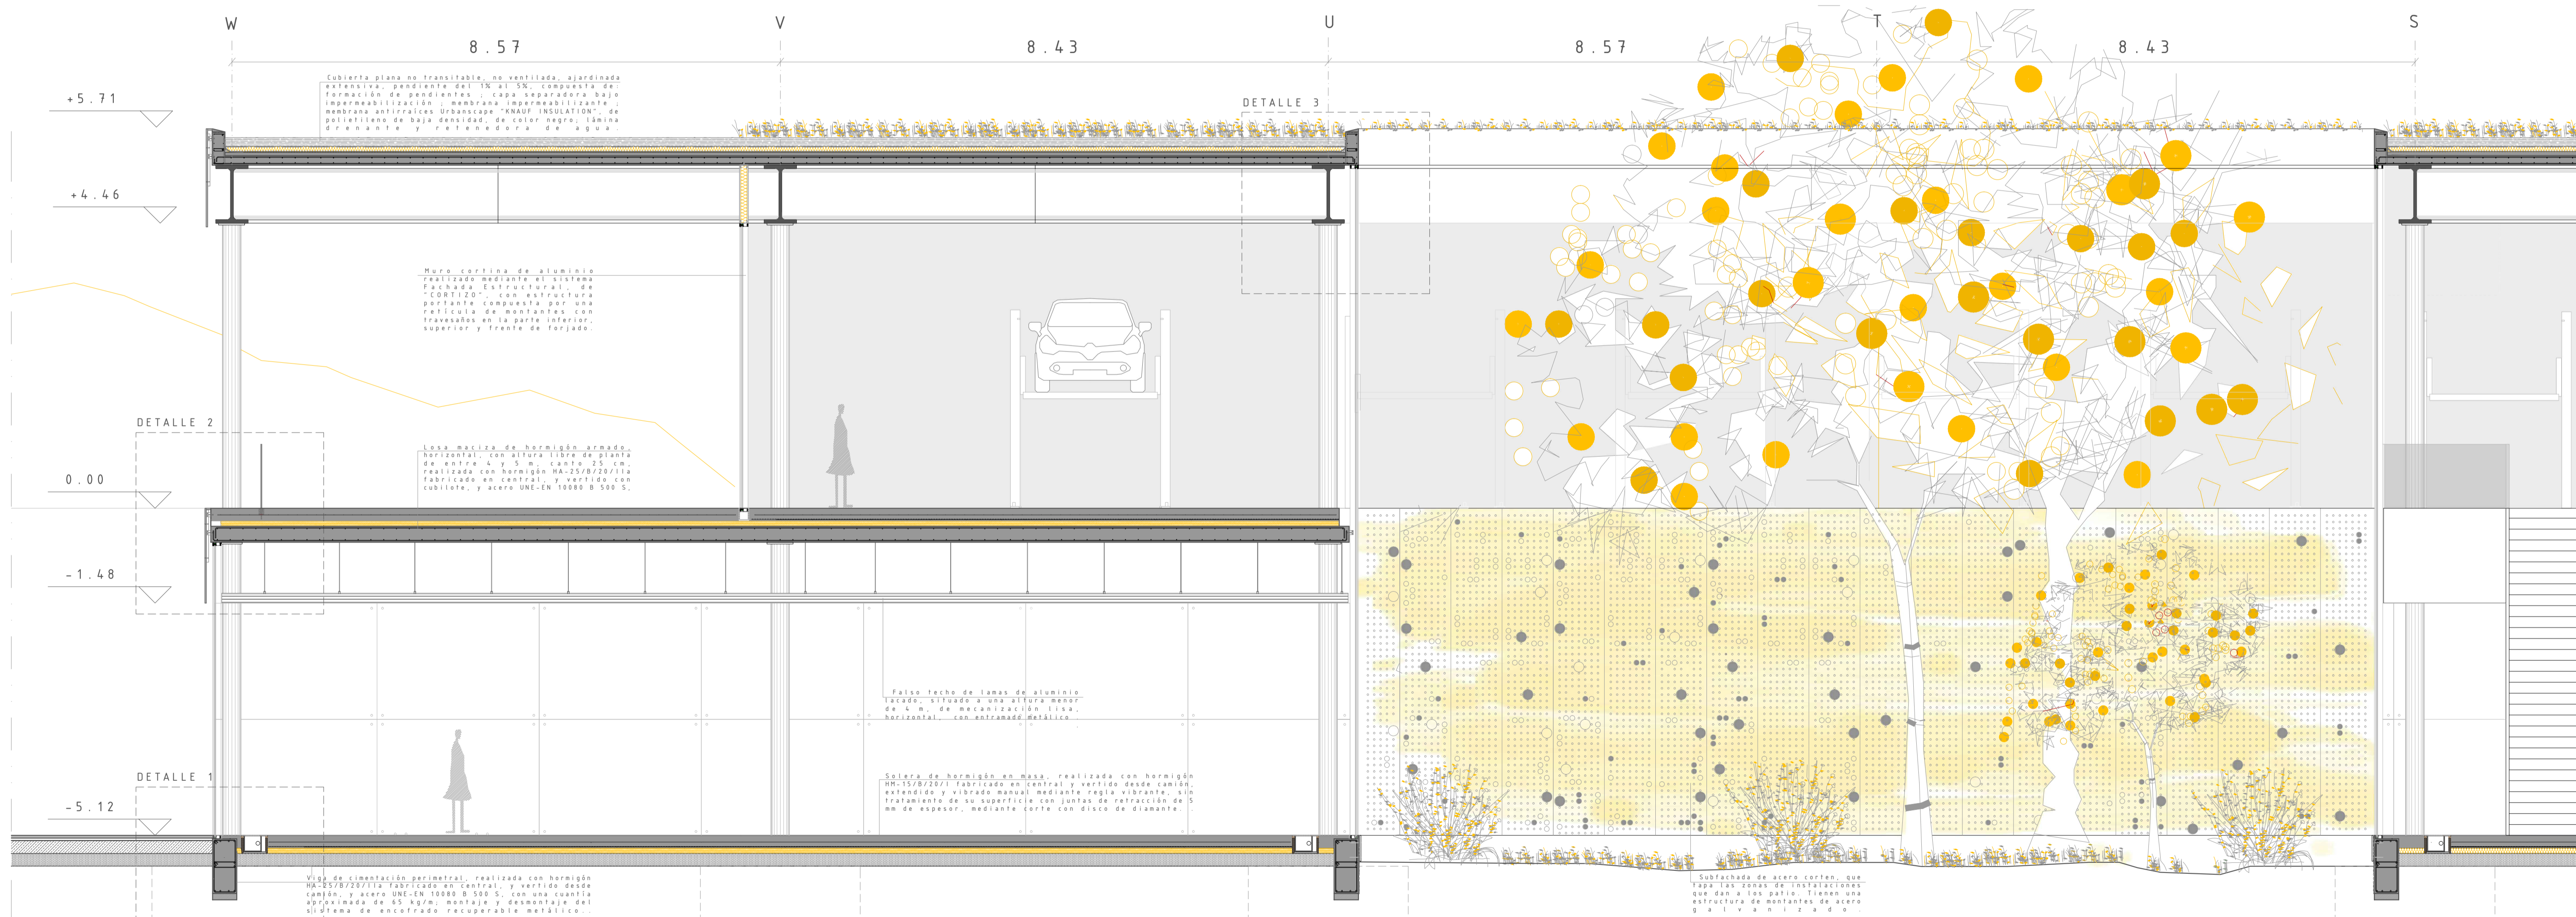 W V U T S
8.57 8.43 8.57 8.43
Cubierta plana no transitable, no ventilada, ajardinada
extensiva, pendiente del 1% al 5%, compuesta de:
formación de pendientes ; capa separadora bajo
impermeabilización ; membrana impermeabilizante ;
membrana antirraíces Urbanscape "KNAUF INSULATION", de
polietileno de baja densidad, de color negro; lámina
drenante y retenedora de agua.
+5.71
DETALLE 3
+4.46
Muro cortina de aluminio
realizado mediante el sistema
Fachada Estructural, de
"CORTIZO", con estructura
portante compuesta por una
retícula de montantes con
travesaños en la parte inferior,
superior y frente de forjado.
DETALLE 2
Losa maciza de hormigón armado,
horizontal, con altura libre de planta
de entre 4 y 5 m, canto 25 cm,
realizada con hormigón HA-25/B/20/IIa
fabricado en central, y vertido con
cubilote, y acero UNE-EN 10080 B 500 S,
0.00
-1.48
Falso techo de lamas de aluminio
lacado, situado a una altura menor
de 4 m, de mecanización lisa,
horizontal, con entramado metálico .
DETALLE 1
Solera de hormigón en masa, realizada con hormigón
HM-15/B/20/I fabricado en central y vertido desde camión,
extendido y vibrado manual mediante regla vibrante, sin
tratamiento de su superficie con juntas de retracción de 5
mm de espesor, mediante corte con disco de diamante .
-5.12
Viga de cimentación perimetral, realizada con hormigón
HA-25/B/20/IIa fabricado en central, y vertido desde
camión, y acero UNE-EN 10080 B 500 S, con una cuantía
aproximada de 65 kg/m; montaje y desmontaje del
sistema de encofrado recuperable metálico..
Subfachada de acero corten, que
tapa las zonas de instalaciones
que dan a los patio. Tienen una
estructura de montantes de acero
galvanizado.